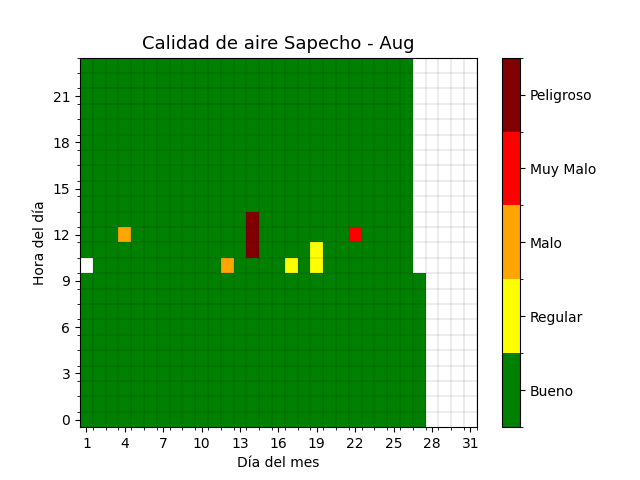 Calidad de aire Sapecho - Aug
21
18
15
12
9
6
3
0
Hora del día
1 4 7 10 13 16 19 22 25 28 31
Día del mes
Peligroso
Muy Malo
Malo
Regular
Bueno